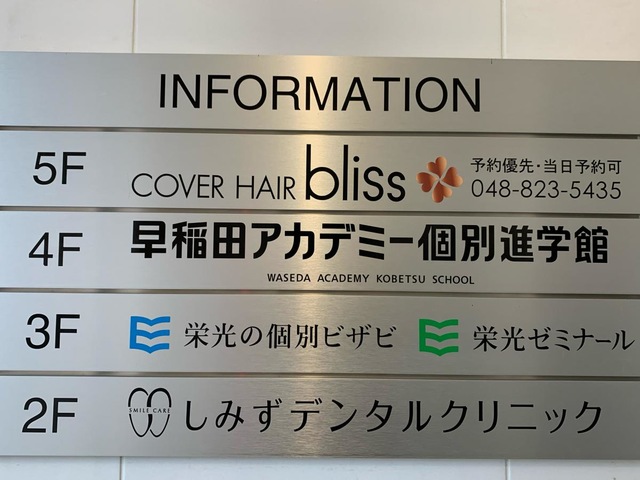 INFORMATION
5F COVER HAIR bliss 予約優先・当日予約可
048-823-5435
4F 早稲田アカデミー個別進学館
WASEDA ACADEMY KOBETSU SCHOOL
3F 栄光の個別ビザビ 栄光ゼミナール
2F SMILE CARE しみずデンタルクリニック